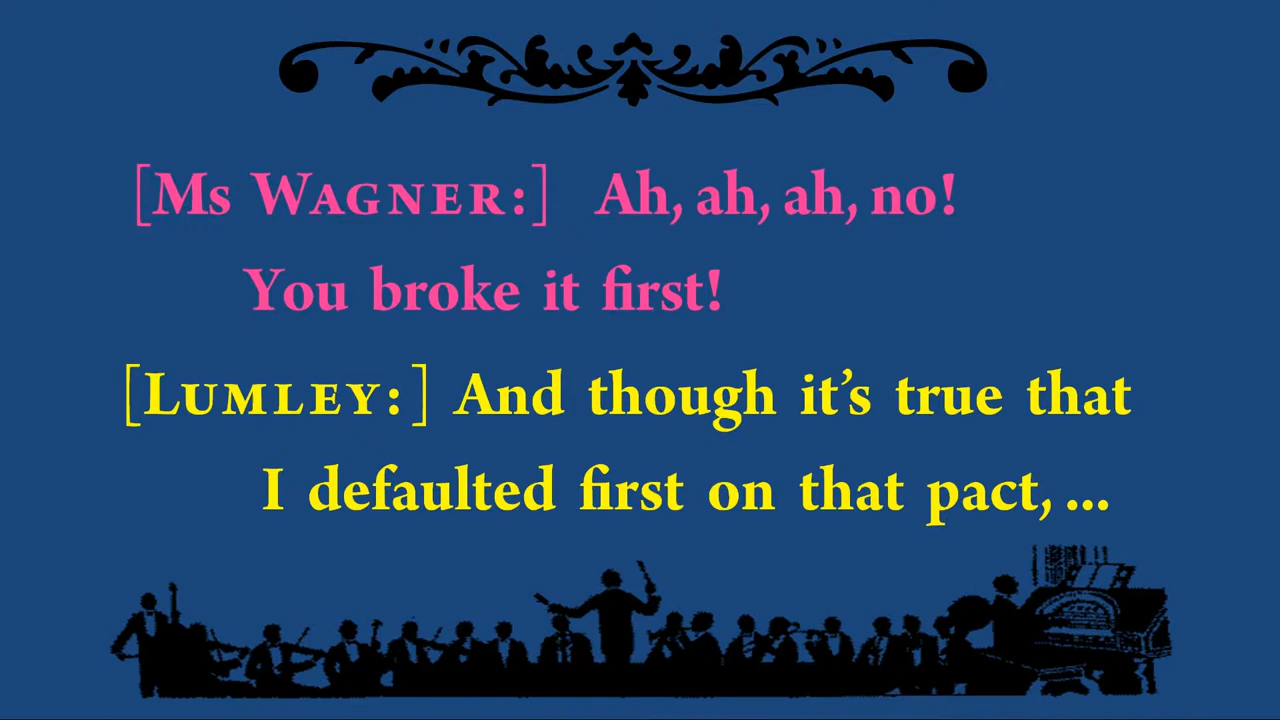 [Ms Wagner:] Ah, ah, ah, no!
You broke it first!
[Lumley:] And though it’s true that
I defaulted first on that pact, ...